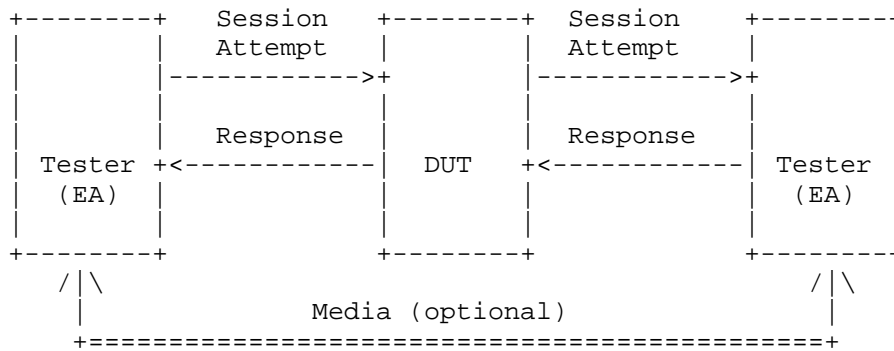 Session Session
Attempt Attempt
Response Response
Tester DUT Tester
(EA) (EA)
Media (optional)